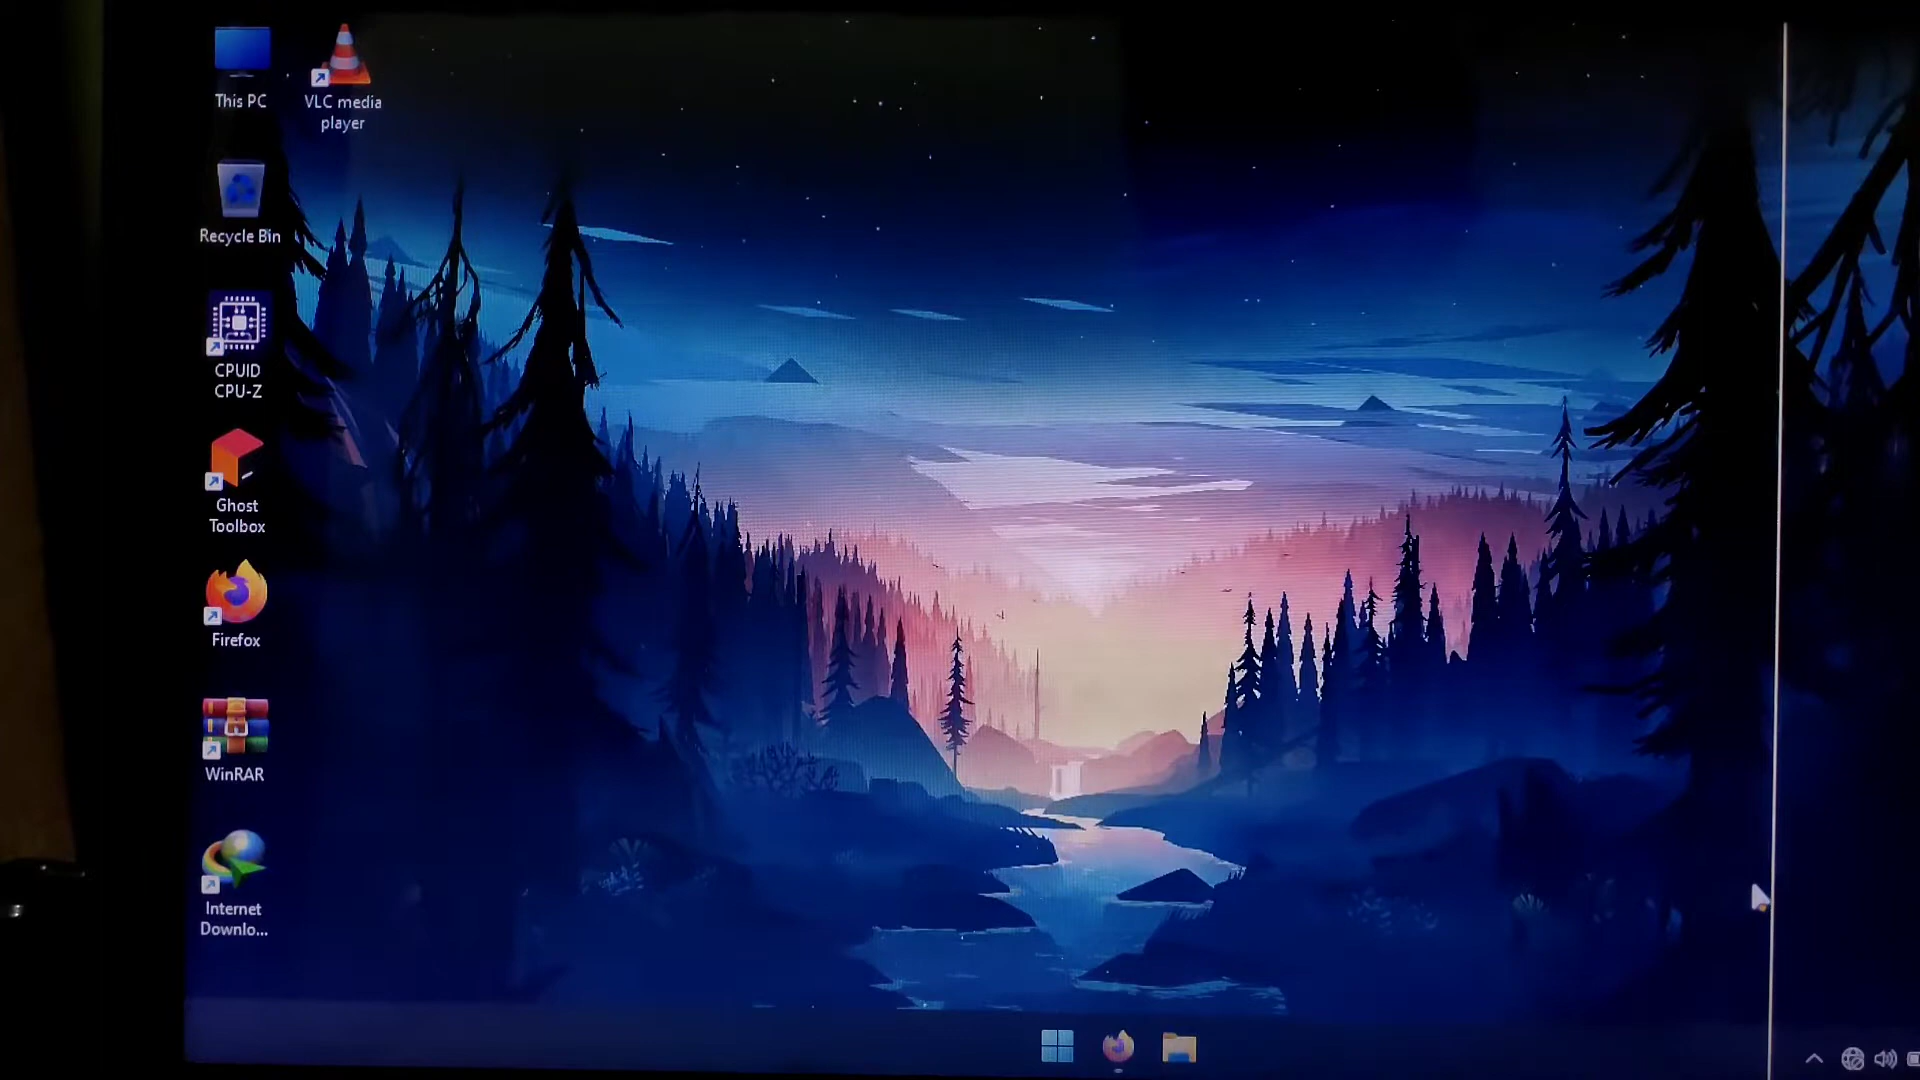 This PC
VLC media
player
Recycle Bin
CPUID
CPU-Z
Ghost
Toolbox
Firefox
WinRAR
Internet
Downlo...